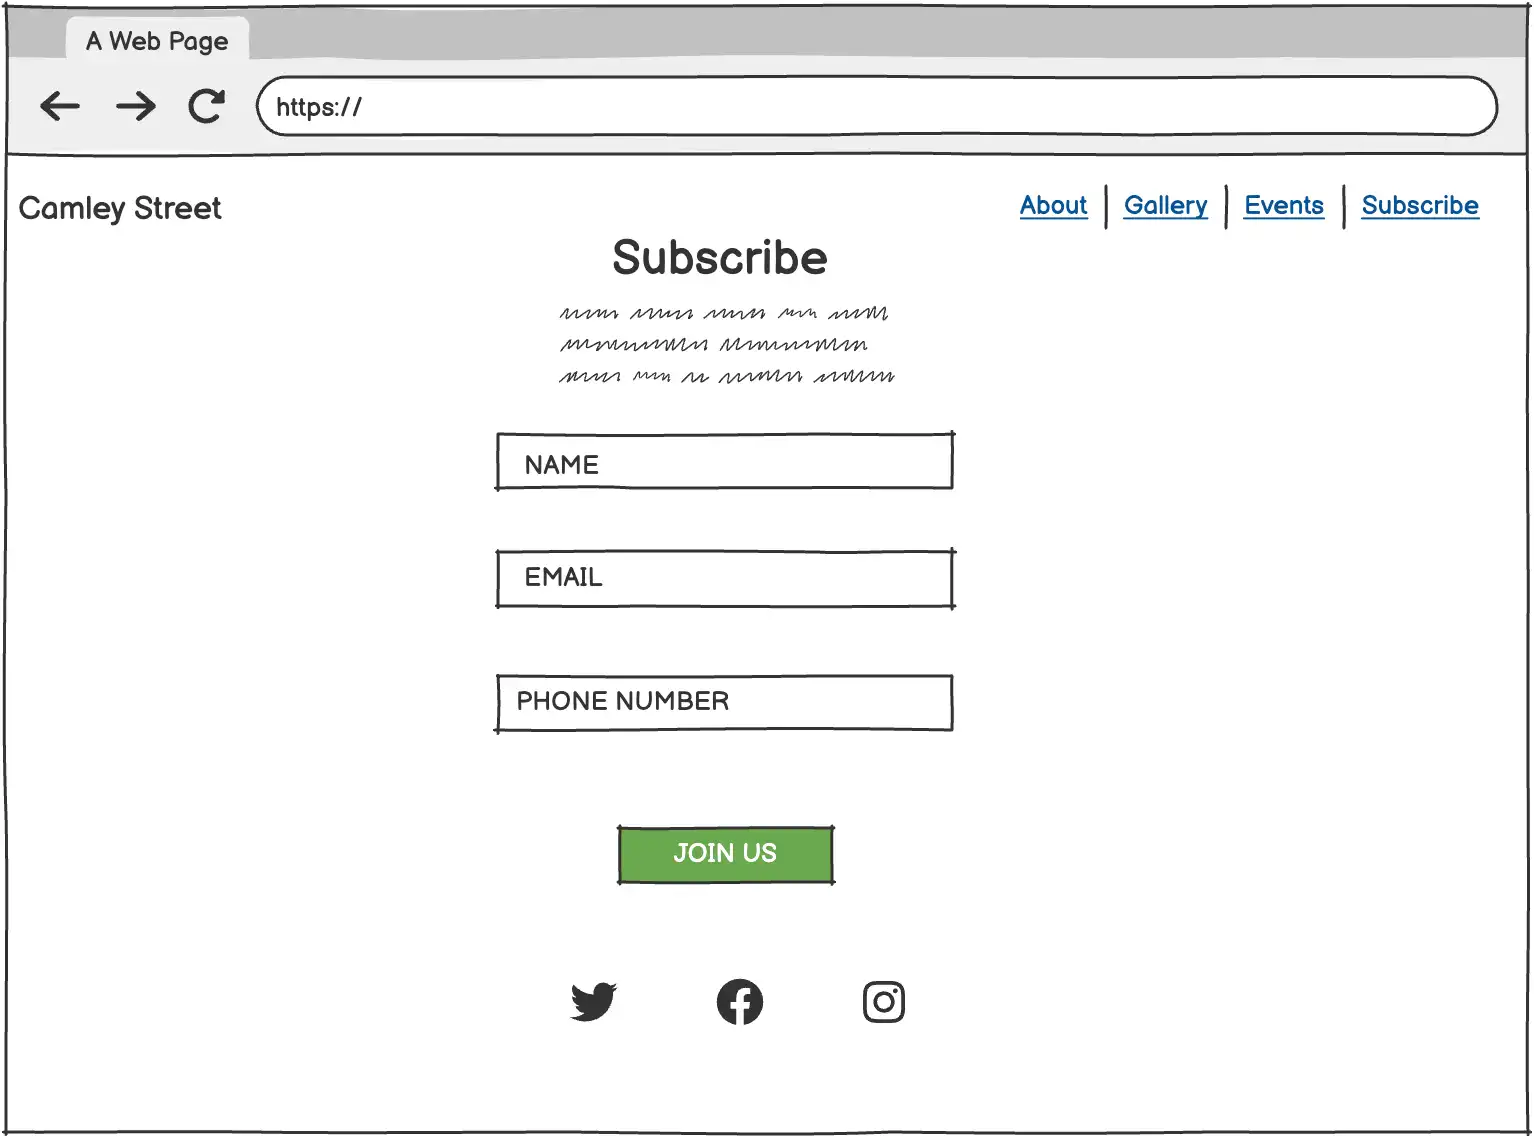 A Web Page
https://
Camley Street
About Gallery Events Subscribe
Subscribe
NAME
EMAIL
PHONE NUMBER
JOIN US